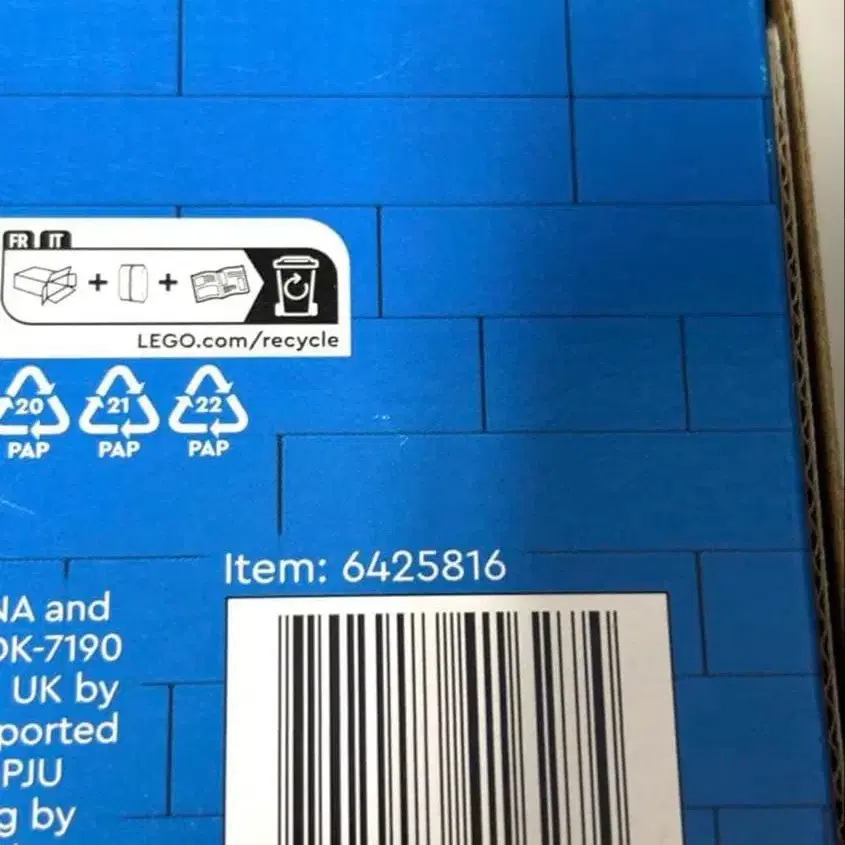 FR IT
+ +
LEGO.com/recycle
20 21 22
PAP PAP PAP
Item: 6425816
NA and
DK-7190
UK by
ported
PJU
g by